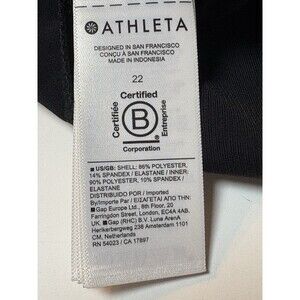 ATHLETA
DESIGNED IN SAN FRANCISCO
CONÇU À SAN FRANCISCO
MADE IN INDONESIA
22
Certified
Certifiée
B
Entreprise
Corporation
US/GB: SHELL: 86% POLYESTER,
14% SPANDEX / ELASTANE / INNER:
90% POLYESTER, 10% SPANDEX /
ELASTANE
DISTRIBUIDO POR / Imported
By/Importe Par / ΕΙΣΑΓΕΤΑΙ ΑΠΟ ΤΗΝ:
Gap Europe Ltd., 8th Floor, 20
Farringdon Street, London, EC4A 4AB,
UK. Gap (RHC) B.V. Luna ArenA
Herikerbergweg 238 Amsterdam 1101
CM, Netherlands
RN 54023 / CA 17897